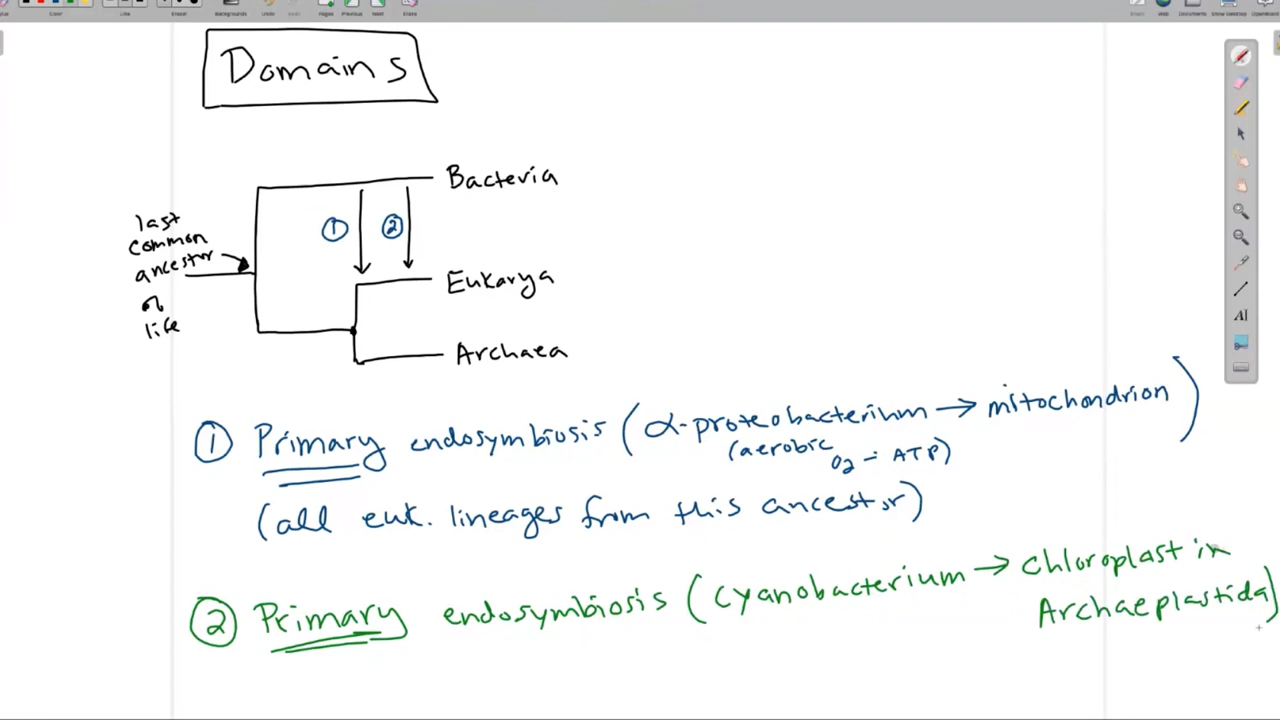 Domains
Bacteria
last
common
ancestor
of
life
①
②
Eukarya
Archaea
① Primary endosymbiosis (α-proteobacterium → mitochondrion)
(aerobic
O2 → ATP)
(all euk. lineages from this ancestor)
② Primary endosymbiosis (cyanobacterium → chloroplast in
Archaeplastida)